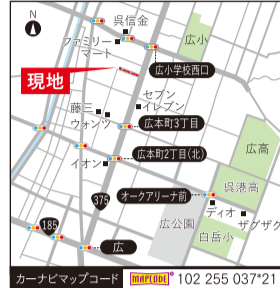 N
呉信金
ファミリー
マート
広小
広小学校西口
現地
セブン
イレブン
藤三
ウォンツ
広本町3丁目
広本町2丁目(北)
広高
イオン
呉港高
375
オークアリーナ前
ディオ
ザグザグ
185
広公園
白岳小
広
カーナビマップコード MAPCODE® 102 255 037*21